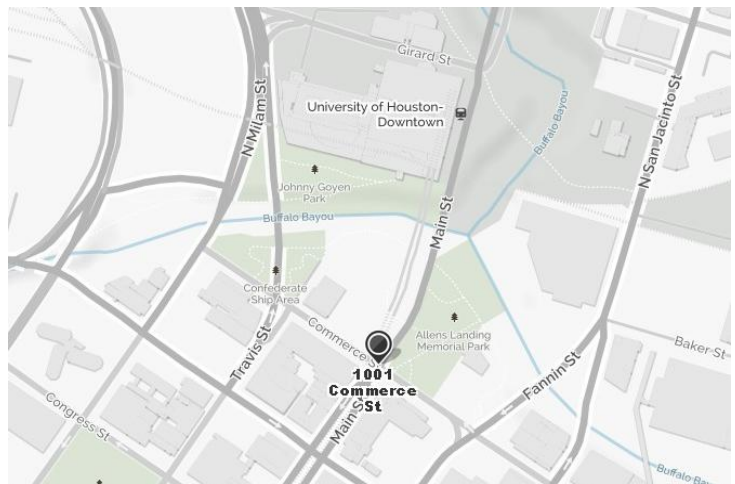 Girard St
N San Jacinto St
University of Houston-
Downtown
N Milam St
Buffalo Bayou
Johnny Goyen
Park
Buffalo Bayou
Main St
Confederate
Ship Area
Commerce St
Travis St
Allens Landing
Memorial Park
Baker St
1001
Commerce
St
Fannin St
Main St
Congress St
Buffalo Bayou